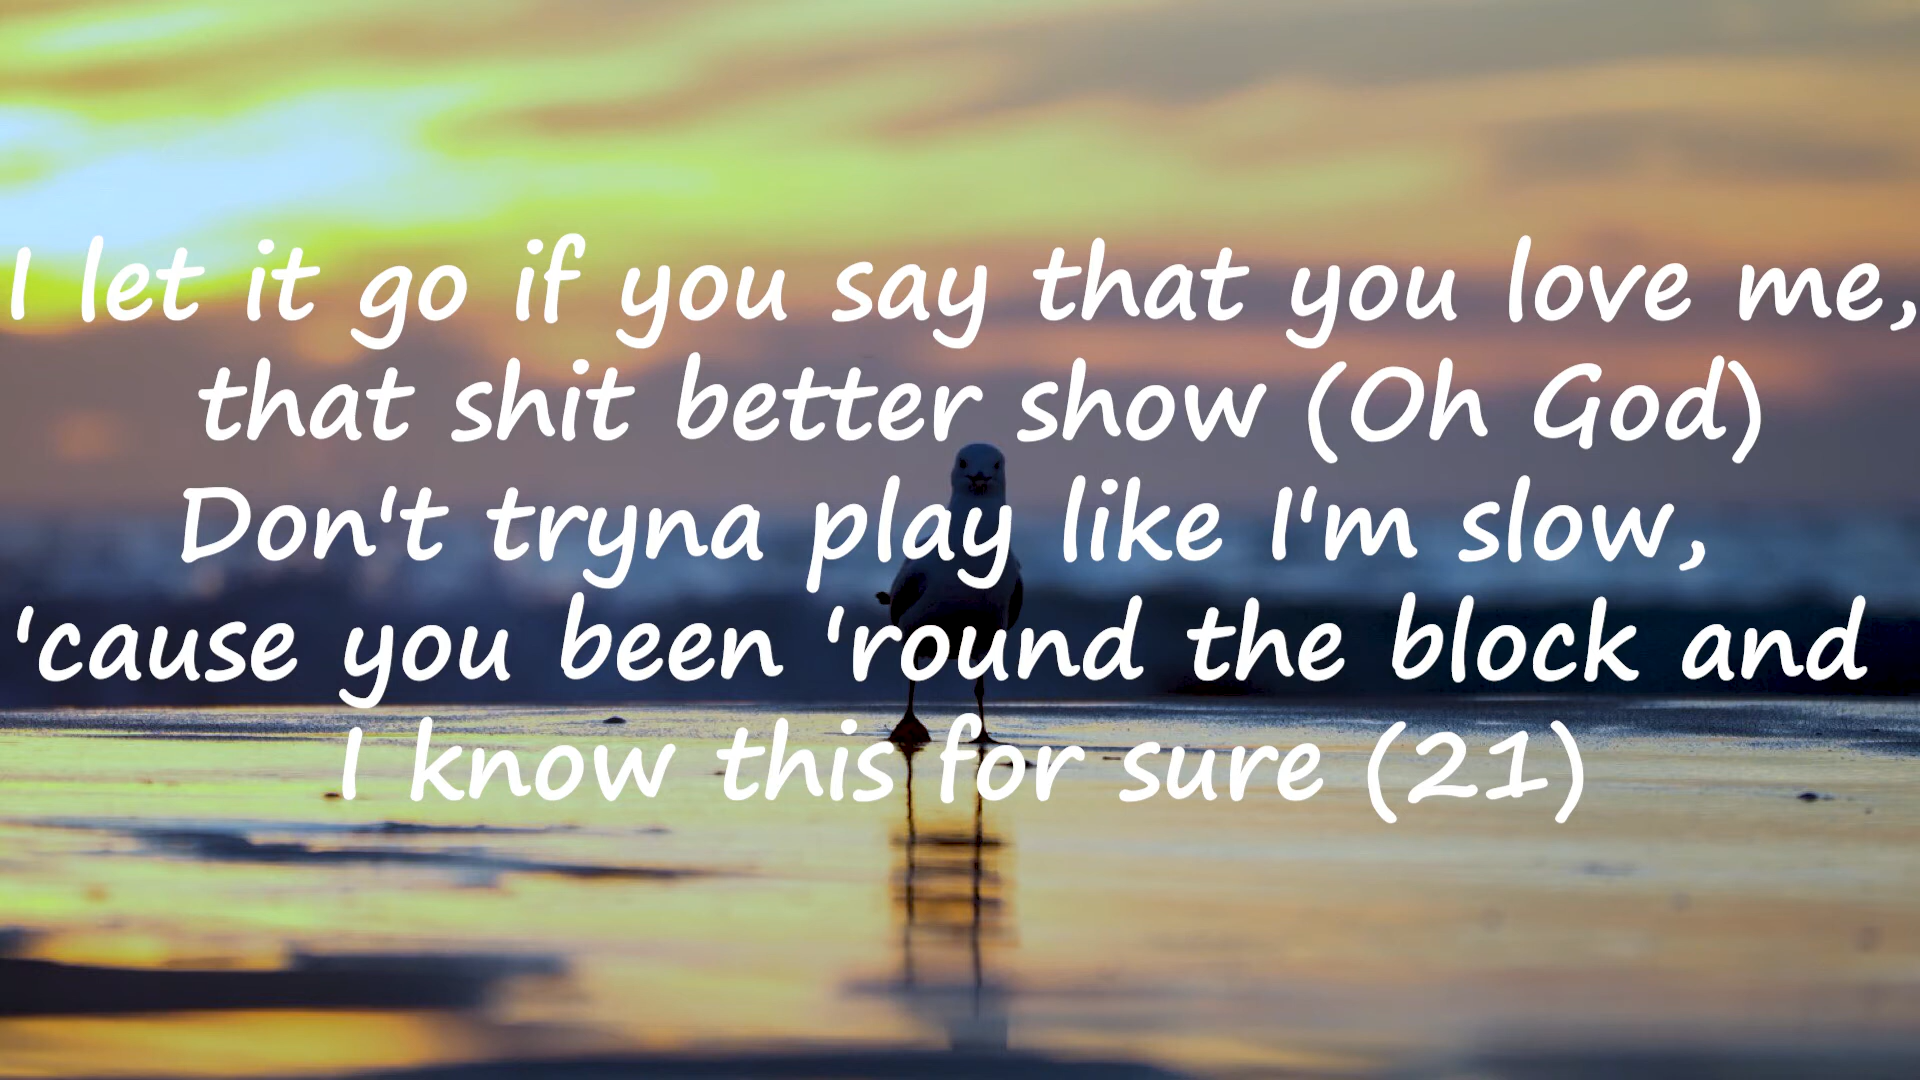 I let it go if you say that you love me,
that shit better show (Oh God)
Don't tryna play like I'm slow,
'cause you been 'round the block and
I know this for sure (21)